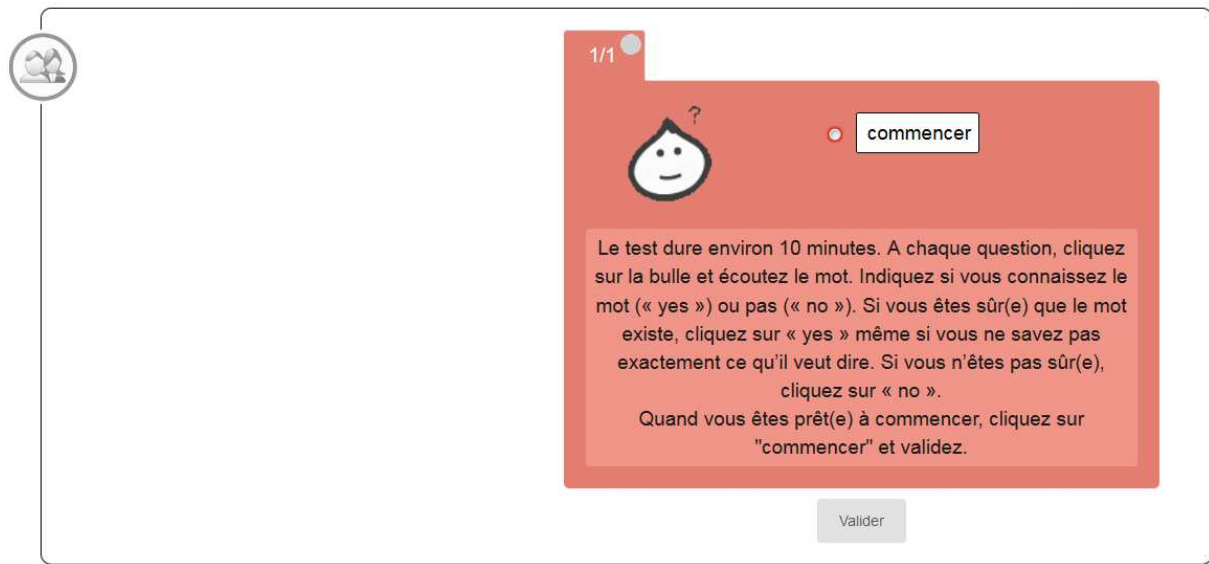 1/1
?
commencer
Le test dure environ 10 minutes. A chaque question, cliquez
sur la bulle et écoutez le mot. Indiquez si vous connaissez le
mot (« yes ») ou pas (« no »). Si vous êtes sûr(e) que le mot
existe, cliquez sur « yes » même si vous ne savez pas
exactement ce qu'il veut dire. Si vous n'êtes pas sûr(e),
cliquez sur « no ».
Quand vous êtes prêt(e) à commencer, cliquez sur
"commencer" et validez.
Valider